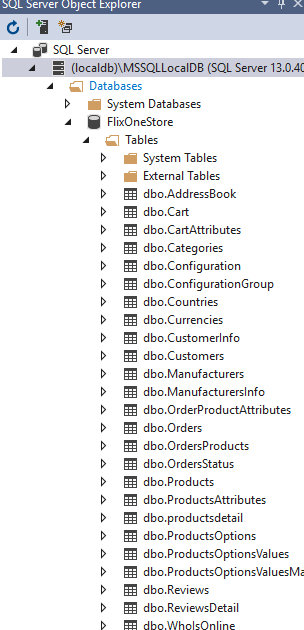 SQL Server Object Explorer
SQL Server
(localdb)\MSSQLLocalDB (SQL Server 13.0.40
Databases
System Databases
FlixOneStore
Tables
System Tables
External Tables
dbo.AddressBook
dbo.Cart
dbo.CartAttributes
dbo.Categories
dbo.Configuration
dbo.ConfigurationGroup
dbo.Countries
dbo.Currencies
dbo.CustomerInfo
dbo.Customers
dbo.Manufacturers
dbo.ManufacturersInfo
dbo.OrderProductAttributes
dbo.Orders
dbo.OrdersProducts
dbo.OrdersStatus
dbo.Products
dbo.ProductsAttributes
dbo.productsdetail
dbo.ProductsOptions
dbo.ProductsOptionsValues
dbo.ProductsOptionsValuesMa
dbo.Reviews
dbo.ReviewsDetail
dbo.WhoIsOnline